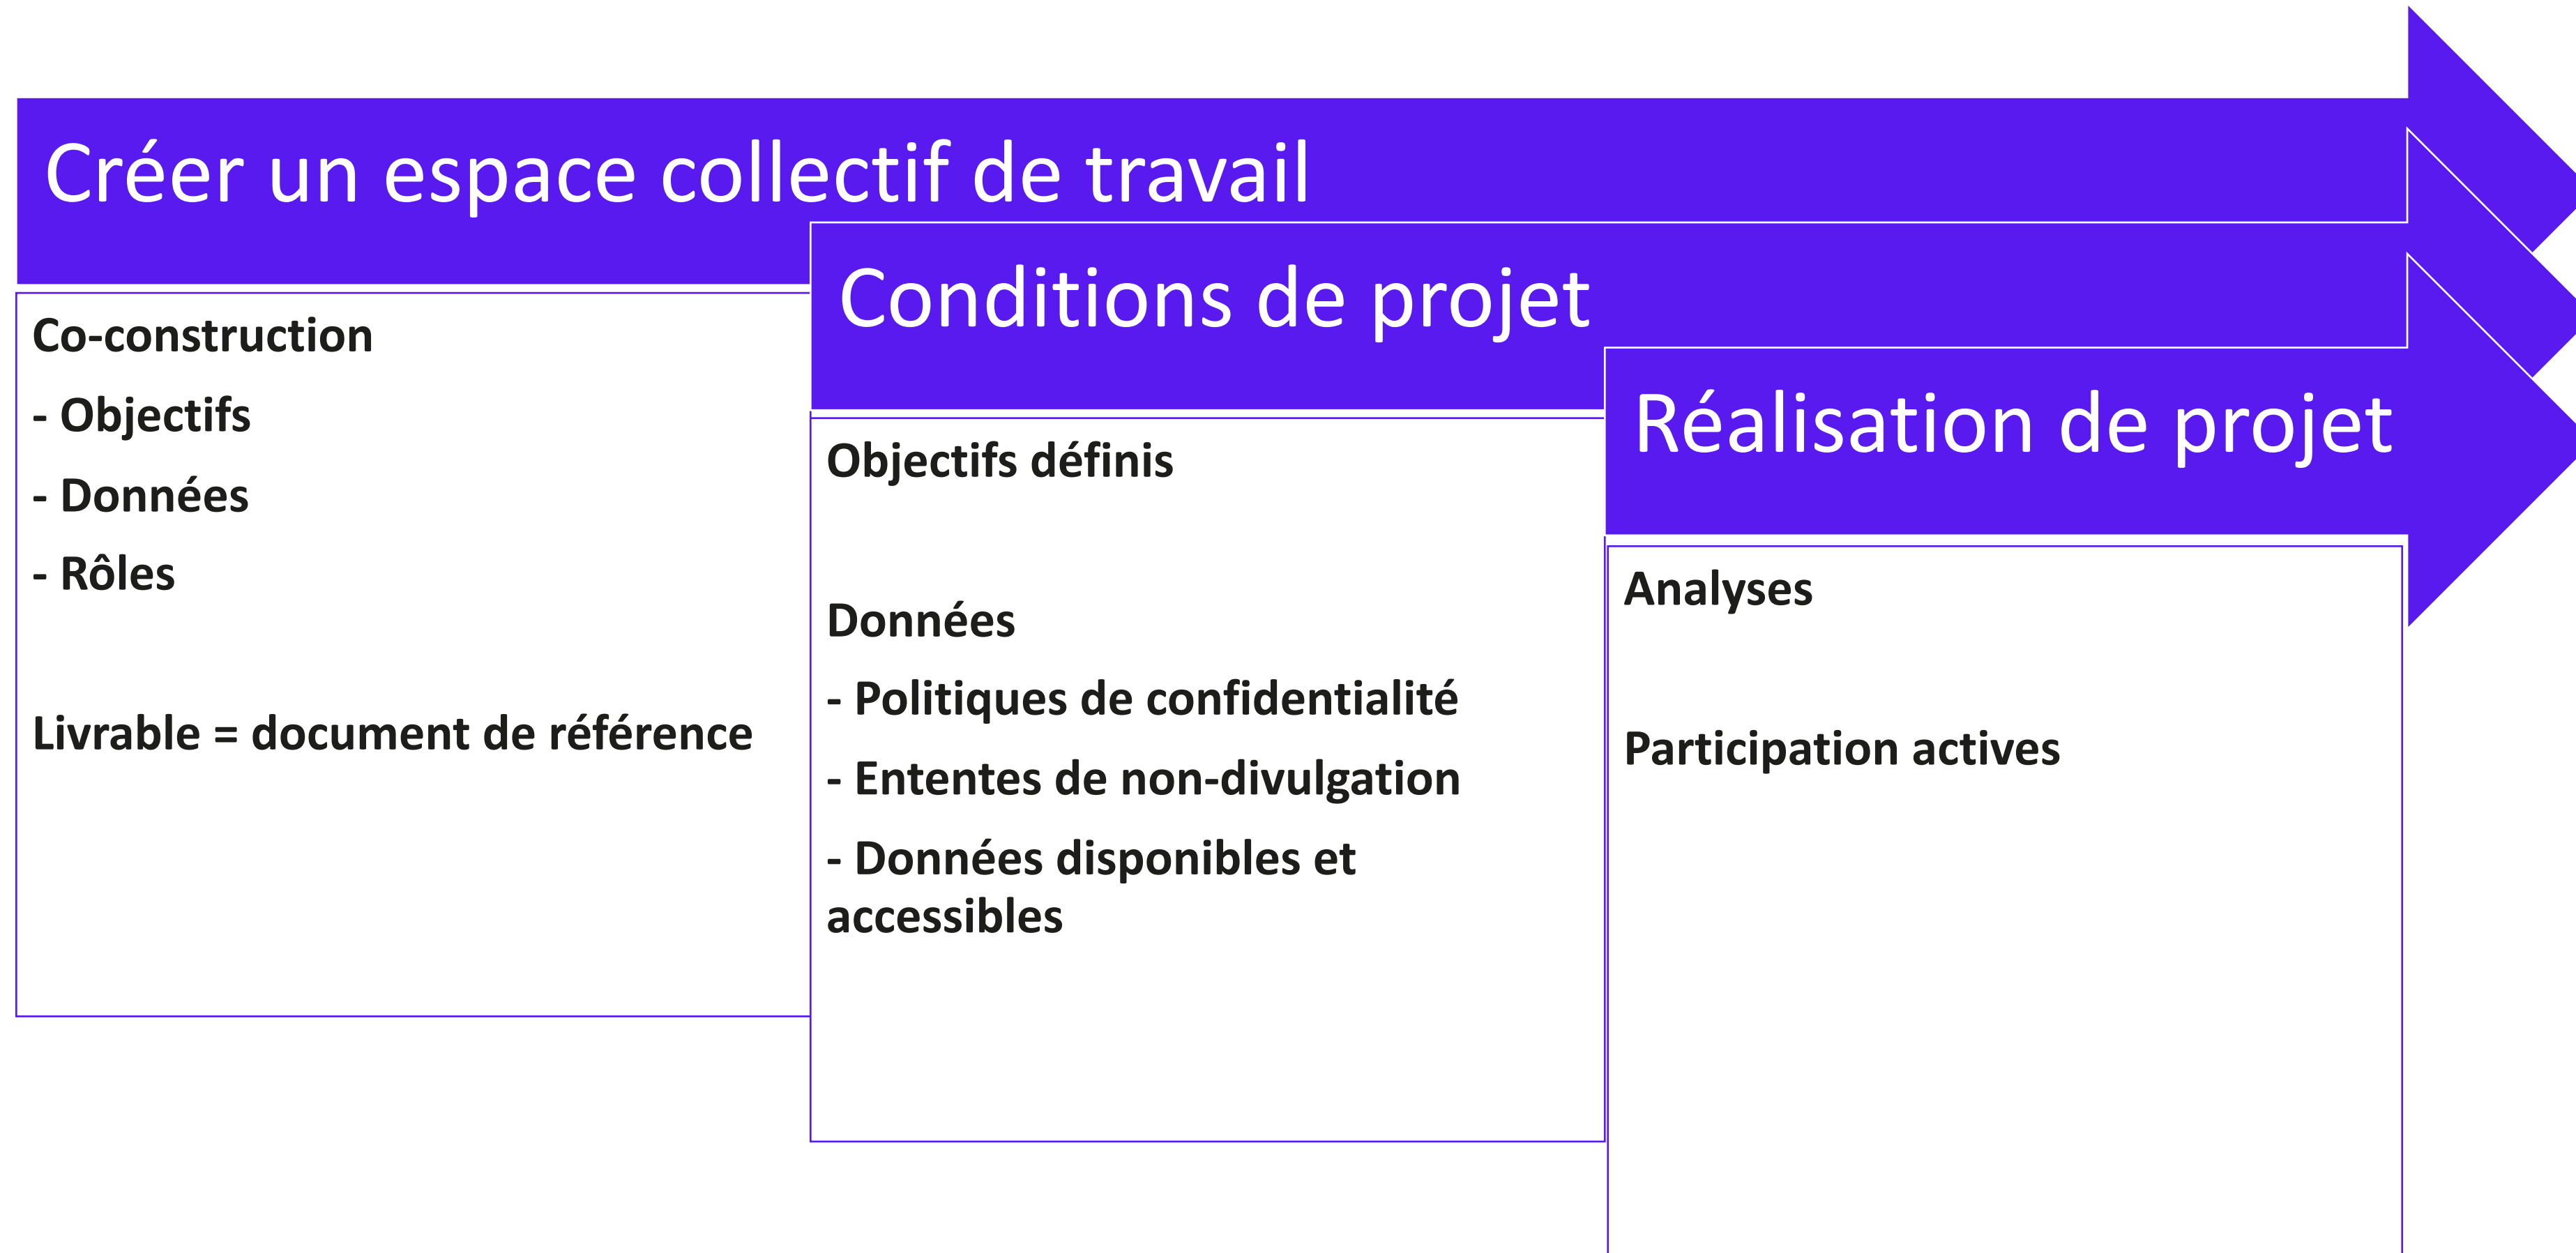 Créer un espace collectif de travail
Co-construction
- Objectifs
- Données
- Rôles
Livrable = document de référence
Conditions de projet
Objectifs définis
Données
- Politiques de confidentialité
- Ententes de non-divulgation
- Données disponibles et
accessibles
Réalisation de projet
Analyses
Participation actives